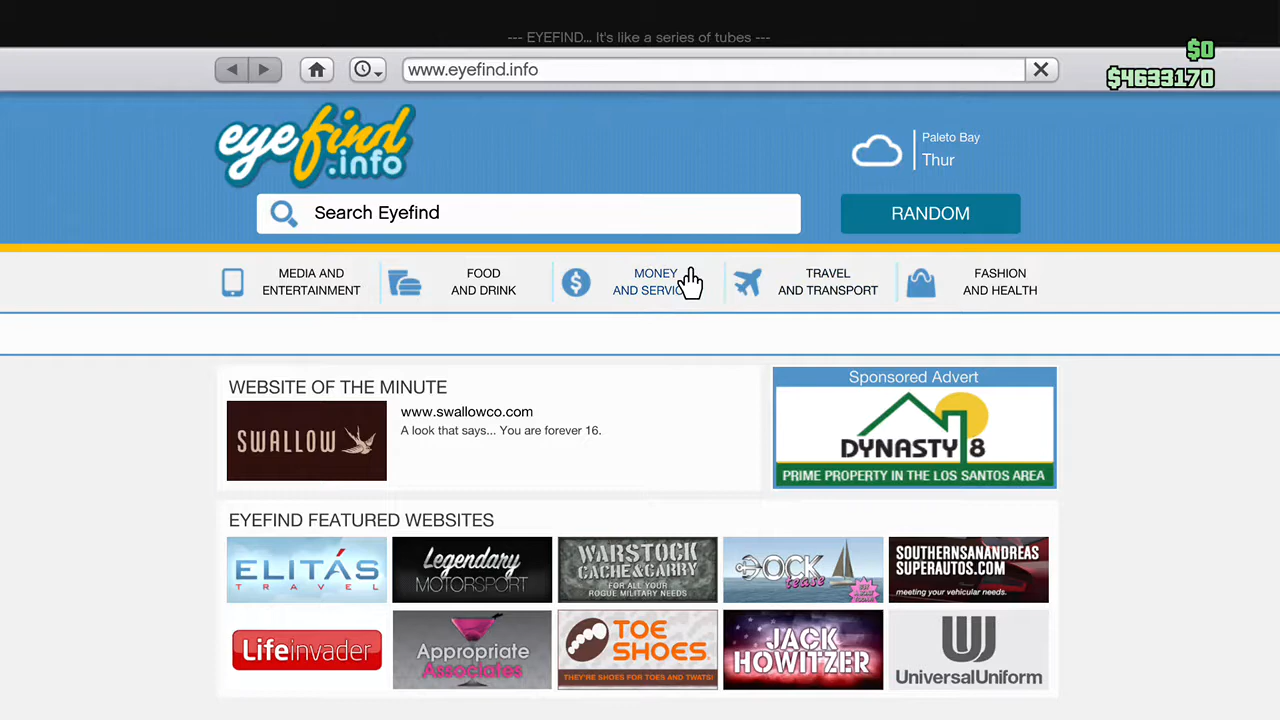 --- EYEFIND... It's like a series of tubes ---
$0
www.eyefind.info
$4633170
eyefind
.info
Paleto Bay
Thur
Search Eyefind
RANDOM
MEDIA AND
ENTERTAINMENT
FOOD
AND DRINK
MONEY
TRAVEL
AND TRANSPORT
FASHION
AND HEALTH
WEBSITE OF THE MINUTE
SWALLOW
www.swallowco.com
A look that says... You are forever 16.
Sponsored Advert
DYNASTY 8
PRIME PROPERTY IN THE LOS SANTOS AREA
EYEFIND FEATURED WEBSITES
ELITÁS
TRAVEL
Legendary
MOTORSPORT
WARSTOCK
CACHE&CARRY
FOR ALL YOUR
ROGUE MILITARY NEEDS
DOCK
tease
SOUTHERNSANANDREAS
SUPERAUTOS.COM
meeting your vehicular needs.
Lifeinvader
Appropriate
Associates
TOE
SHOES
THEY'RE SHOES FOR TOES AND TWATS!
JACK
HOWITZER
UniversalUniform